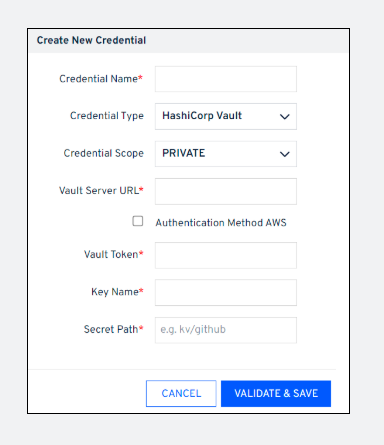 Create New Credential
Credential Name*
Credential Type HashiCorp Vault
Credential Scope PRIVATE
Vault Server URL*
Authentication Method AWS
Vault Token*
Key Name*
Secret Path* e.g. kv/github
CANCEL VALIDATE & SAVE